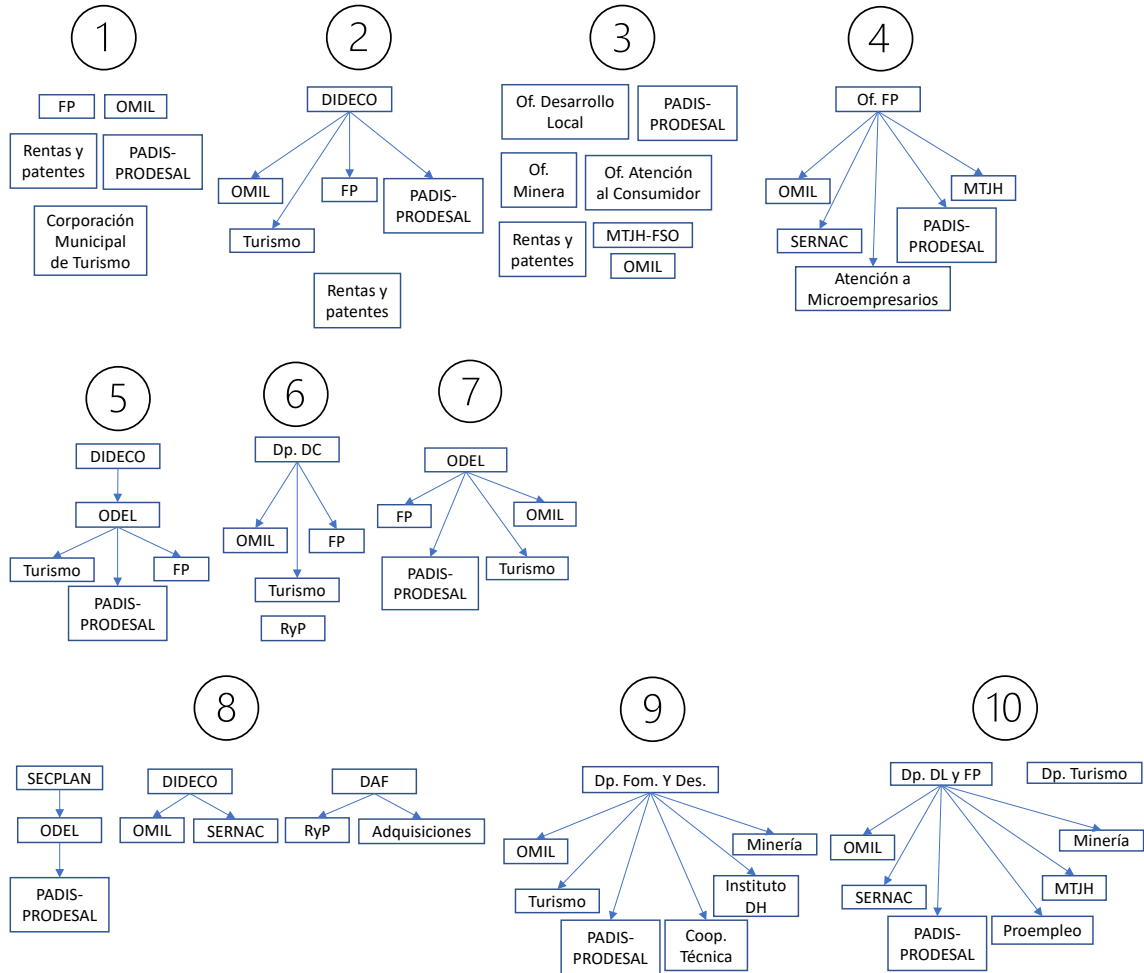 1
FP
OMIL
Rentas y
patentes
PADIS-
PRODESAL
Corporación
Municipal
de Turismo
2
DIDECO
OMIL
FP
PADIS-
PRODESAL
Turismo
Rentas y
patentes
3
Of. Desarrollo
Local
PADIS-
PRODESAL
Of.
Minera
Of. Atención
al Consumidor
Rentas y
patentes
MTJH-FSO
OMIL
4
Of. FP
OMIL
MTJH
SERNAC
PADIS-
PRODESAL
Atención a
Microempresarios
5
DIDECO
ODEL
Turismo
FP
PADIS-
PRODESAL
6
Dp. DC
OMIL
FP
Turismo
RyP
7
ODEL
FP
OMIL
PADIS-
PRODESAL
Turismo
8
SECPLAN
ODEL
PADIS-
PRODESAL
DIDECO
OMIL
SERNAC
DAF
RyP
Adquisiciones
9
Dp. Fom. Y Des.
OMIL
Minería
Turismo
Instituto
DH
PADIS-
PRODESAL
Coop.
Técnica
10
Dp. DL y FP
Dp. Turismo
OMIL
Minería
SERNAC
MTJH
PADIS-
PRODESAL
Proempleo